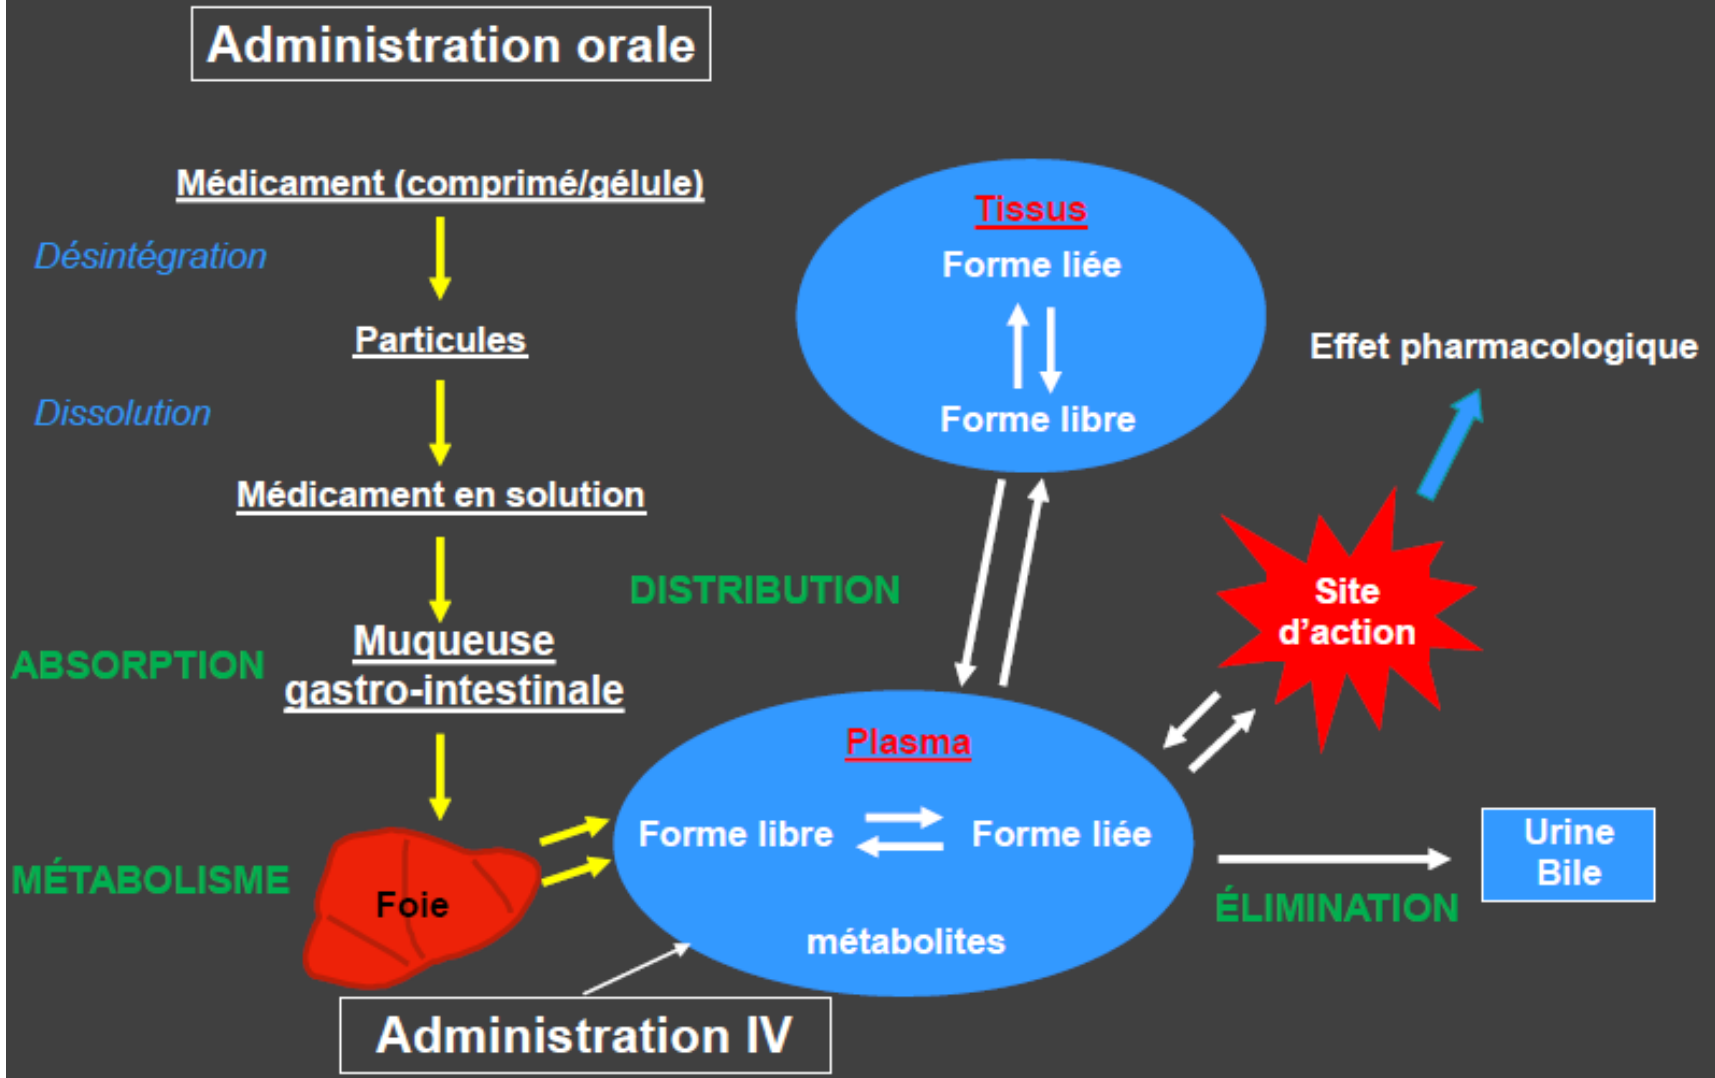 Administration orale
Médicament (comprimé/gélule)
Désintégration
Particules
Dissolution
Médicament en solution
ABSORPTION
Muqueuse
gastro-intestinale
MÉTABOLISME
Foie
DISTRIBUTION
Tissus
Forme liée
Forme libre
Plasma
Forme libre
Forme liée
métabolites
Administration IV
Effet pharmacologique
Site
d'action
ÉLIMINATION
Urine
Bile